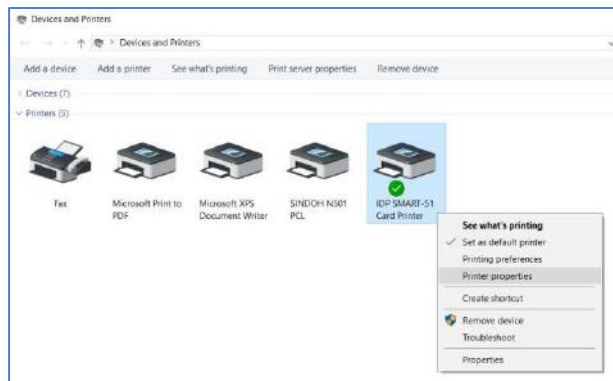 Devices and Printers
Devices and Printers
Add a device Add a printer See what's printing Print server properties Remove device
Devices (7)
Printers (5)
Fax
Microsoft Print to PDF
Microsoft XPS Document Writer
SINDOH N501 PCL
IDP SMART-51 Card Printer
See what's printing
Set as default printer
Printing preferences
Printer properties
Create shortcut
Remove device
Troubleshoot
Properties